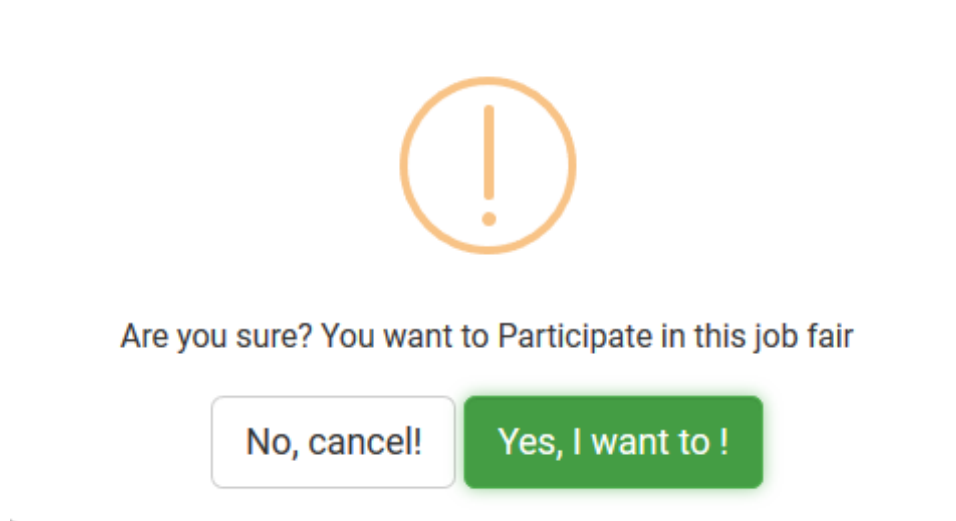 Are you sure? You want to Participate in this job fair
No, cancel!
Yes, I want to !